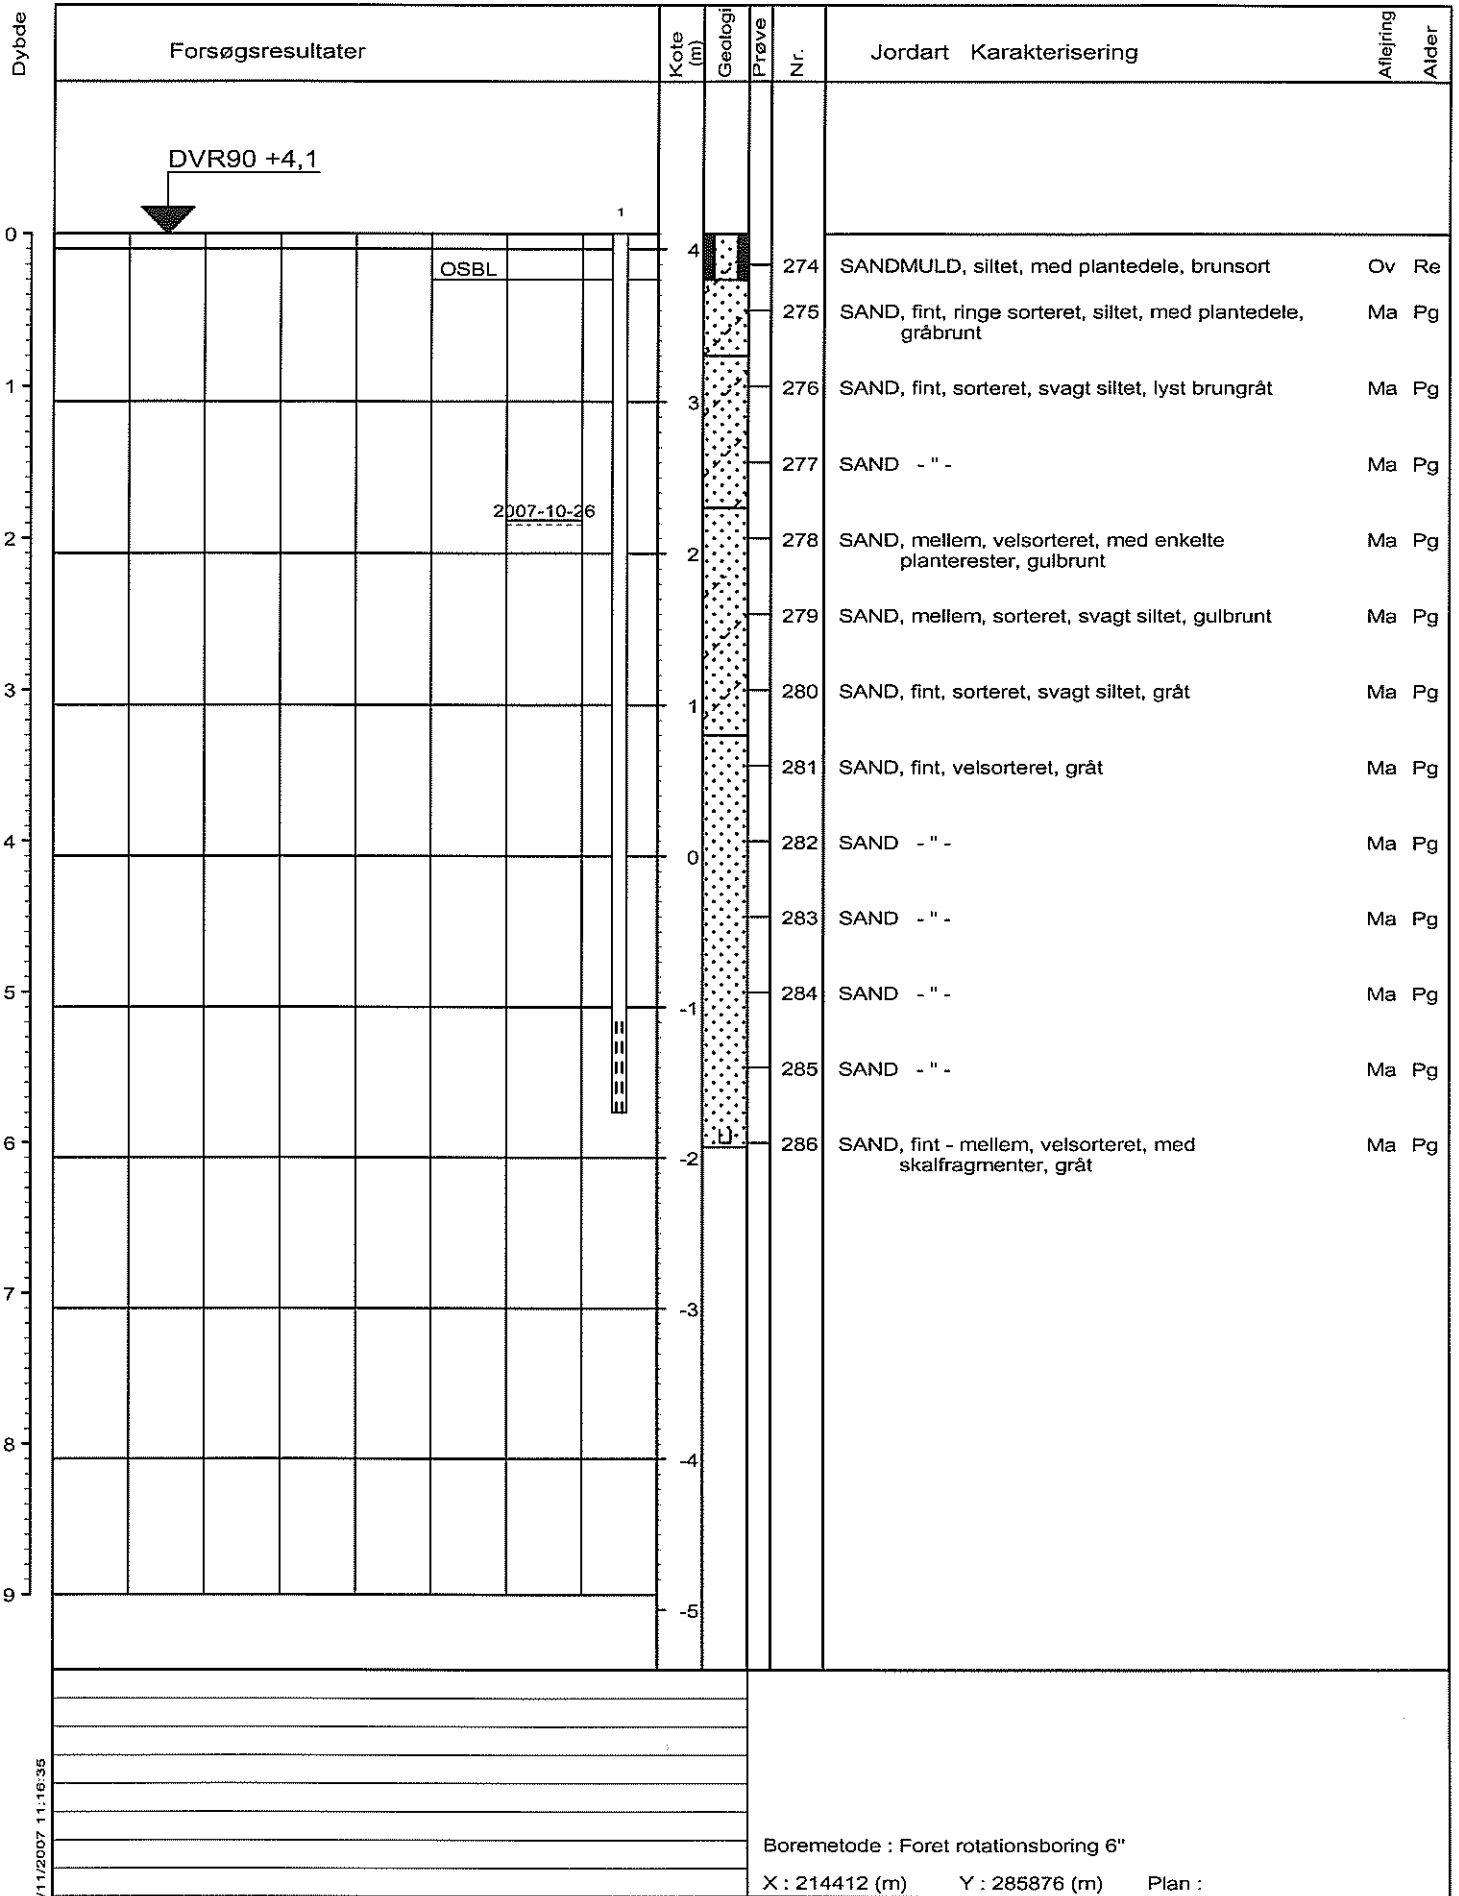 Dybde
Forsøgsresultater
Kote (m)
Geologi
Prøve
Nr.
Jordart Karakterisering
Aflejring
Alder
DVR90 +4,1
1
0
4
OSBL
274 SANDMULD, siltet, med plantedele, brunsort Ov Re
275 SAND, fint, ringe sorteret, siltet, med plantedele, Ma Pg
gråbrunt
1
276 SAND, fint, sorteret, svagt siltet, lyst brungråt Ma Pg
3
277 SAND - " - Ma Pg
2007-10-26
2
278 SAND, mellem, velsorteret, med enkelte Ma Pg
planterester, gulbrunt
2
279 SAND, mellem, sorteret, svagt siltet, gulbrunt Ma Pg
3
280 SAND, fint, sorteret, svagt siltet, gråt Ma Pg
1
281 SAND, fint, velsorteret, gråt Ma Pg
4
282 SAND - " - Ma Pg
0
283 SAND - " - Ma Pg
5
284 SAND - " - Ma Pg
-1
285 SAND - " - Ma Pg
6
286 SAND, fint - mellem, velsorteret, med Ma Pg
-2
skalfragmenter, gråt
7
-3
8
-4
9
-5
/11/2007 11:16:35
Boremetode : Foret rotationsboring 6"
X : 214412 (m) Y : 285876 (m) Plan :